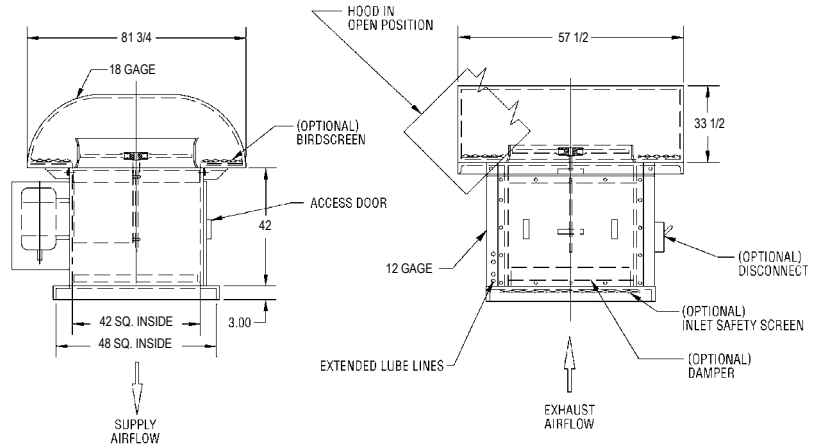 81 3/4
18 GAGE
(OPTIONAL)
BIRDSCREEN
ACCESS DOOR
42
3.00
42 SQ. INSIDE
48 SQ. INSIDE
SUPPLY
AIRFLOW
HOOD IN
OPEN POSITION
57 1/2
33 1/2
12 GAGE
(OPTIONAL)
DISCONNECT
(OPTIONAL)
INLET SAFETY SCREEN
EXTENDED LUBE LINES
(OPTIONAL)
DAMPER
EXHAUST
AIRFLOW